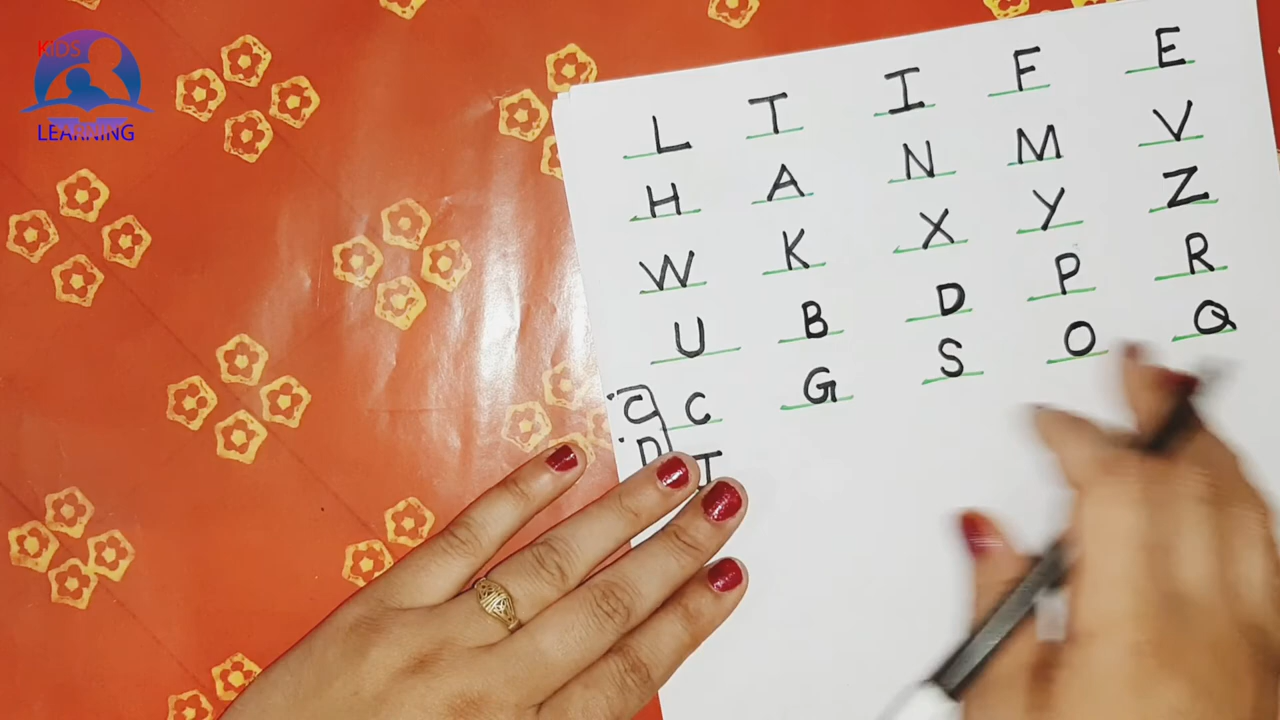 KiDS
LEARNING
L T I F E
H A N M V
W K X Y Z
U B D P R
C C G S O Q
D J